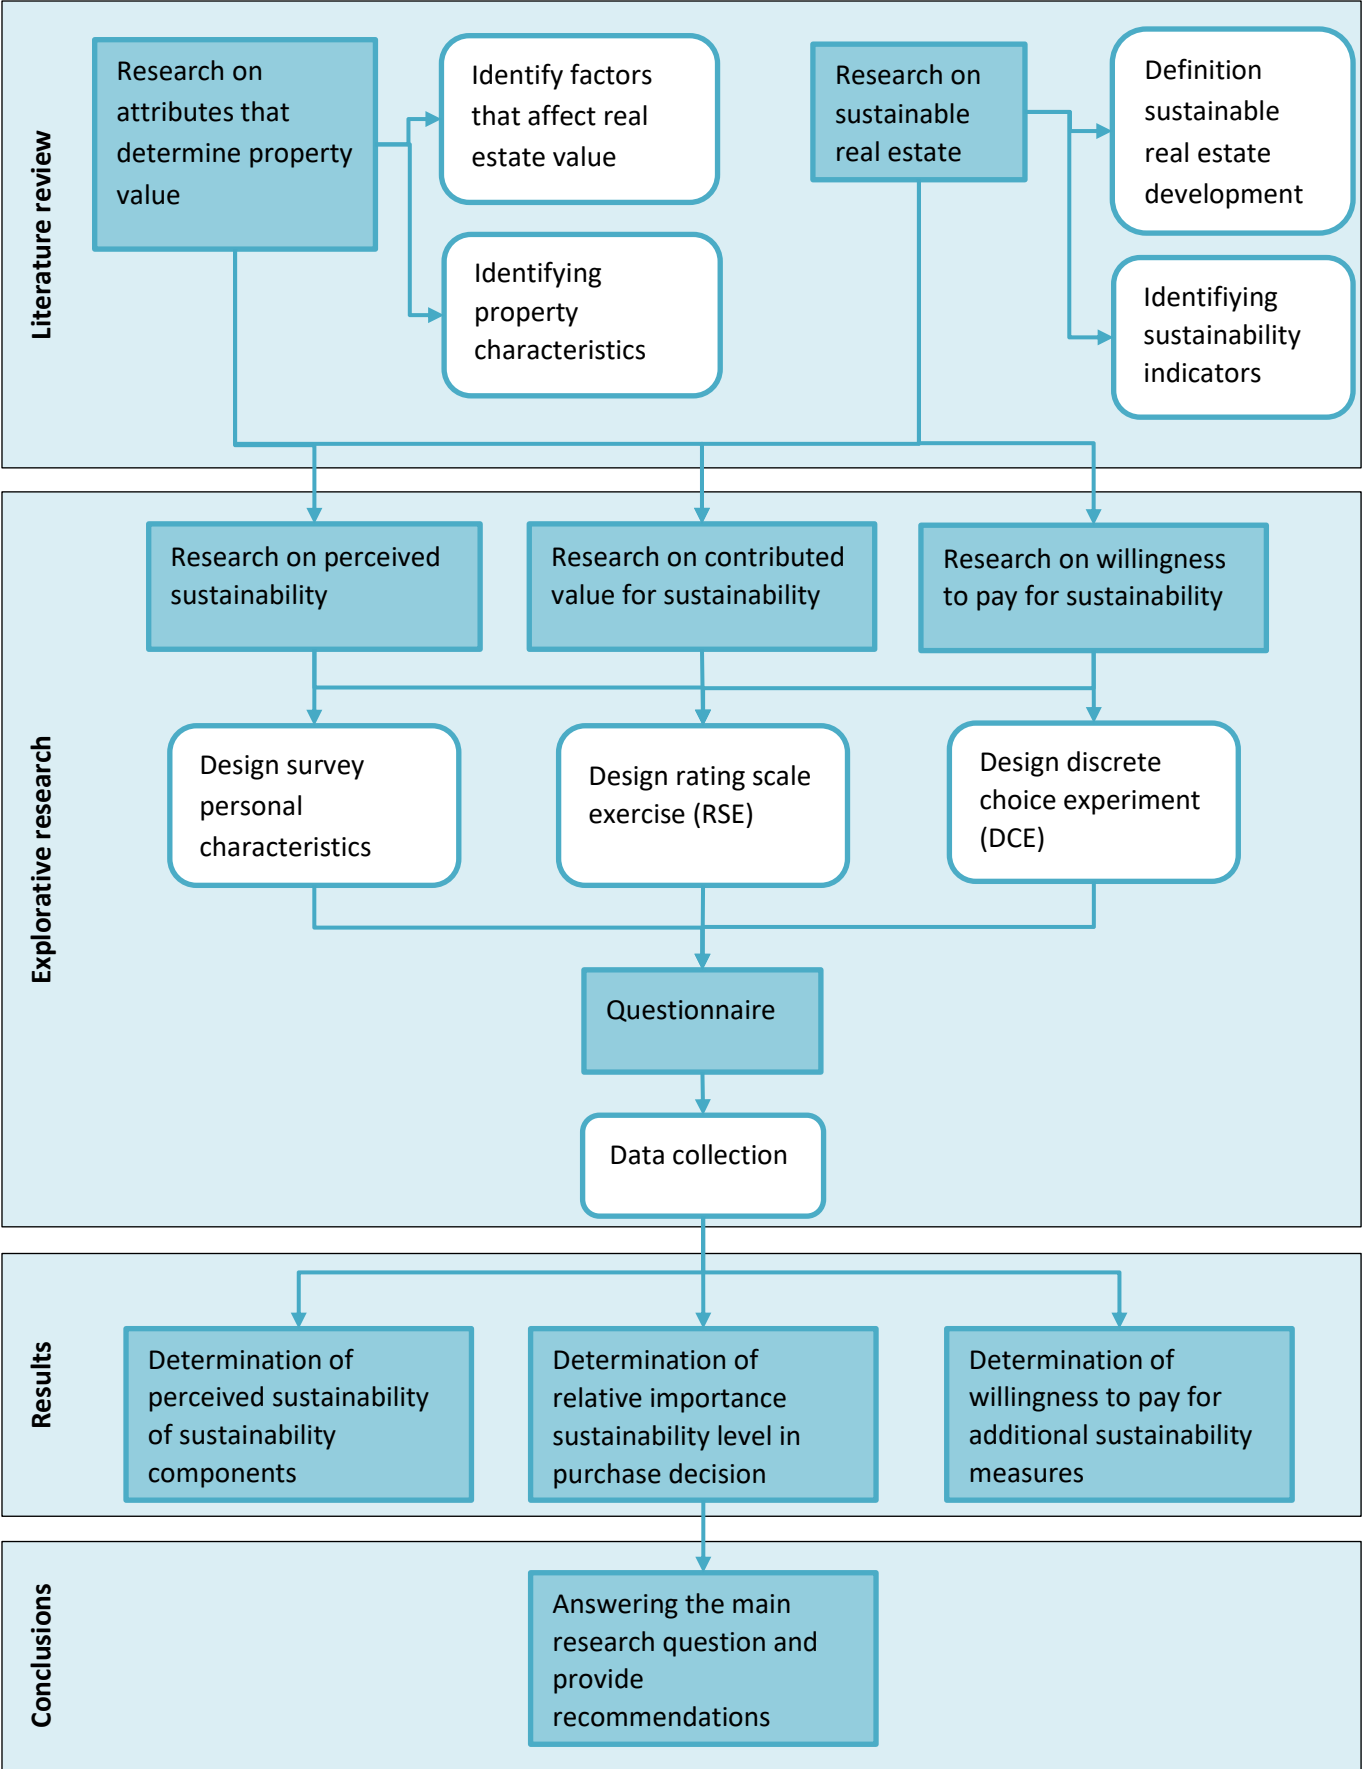 Literature review
Research on
attributes that
determine property
value
Identify factors
that affect real
estate value
Identifying
property
characteristics
Research on
sustainable
real estate
Definition
sustainable
real estate
development
Identifiying
sustainability
indicators
Explorative research
Research on perceived
sustainability
Research on contributed
value for sustainability
Research on willingness
to pay for sustainability
Design survey
personal
characteristics
Design rating scale
exercise (RSE)
Design discrete
choice experiment
(DCE)
Questionnaire
Data collection
Results
Determination of
perceived sustainability
of sustainability
components
Determination of
relative importance
sustainability level in
purchase decision
Determination of
willingness to pay for
additional sustainability
measures
Conclusions
Answering the main
research question and
provide
recommendations